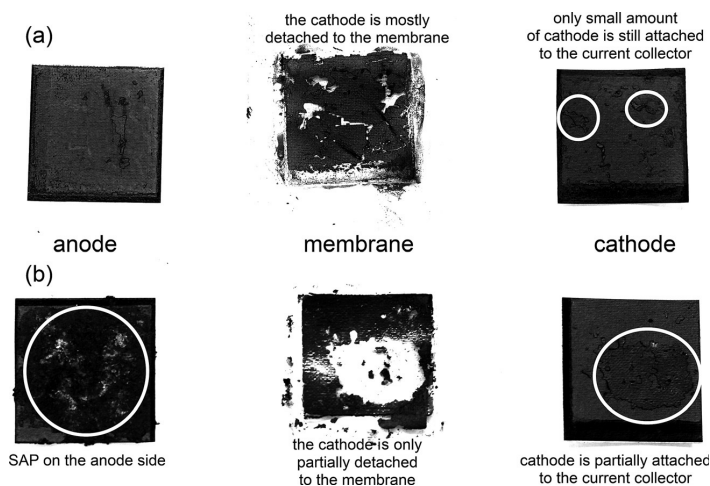 (a)
the cathode is mostly
detached to the membrane
only small amount
of cathode is still attached
to the current collector
anode
membrane
cathode
(b)
SAP on the anode side
the cathode is only
partially detached
to the membrane
cathode is partially attached
to the current collector